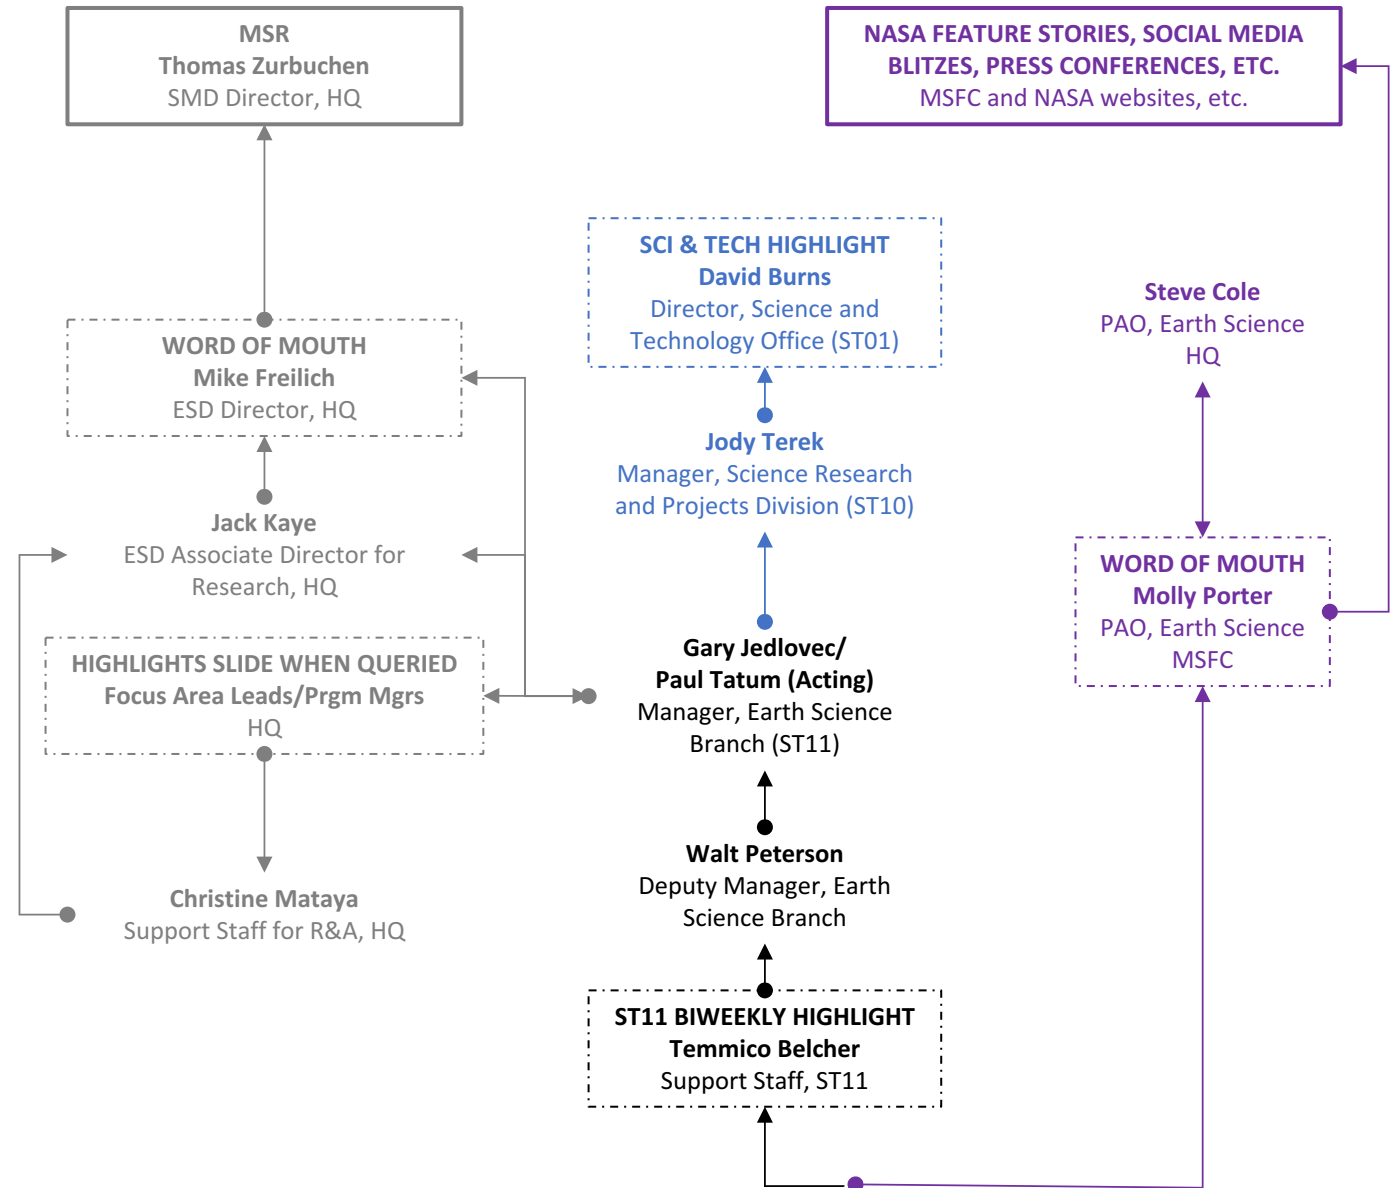 MSR
Thomas Zurbuchen
SMD Director, HQ
NASA FEATURE STORIES, SOCIAL MEDIA
BLITZES, PRESS CONFERENCES, ETC.
MSFC and NASA websites, etc.
WORD OF MOUTH
Mike Freilich
ESD Director, HQ
Jack Kaye
ESD Associate Director for
Research, HQ
HIGHLIGHTS SLIDE WHEN QUERIED
Focus Area Leads/Prgm Mgrs
HQ
Christine Mataya
Support Staff for R&A, HQ
SCI & TECH HIGHLIGHT
David Burns
Director, Science and
Technology Office (ST01)
Jody Terek
Manager, Science Research
and Projects Division (ST10)
Gary Jedlovec/
Paul Tatum (Acting)
Manager, Earth Science
Branch (ST11)
Walt Peterson
Deputy Manager, Earth
Science Branch
ST11 BIWEEKLY HIGHLIGHT
Temmico Belcher
Support Staff, ST11
Steve Cole
PAO, Earth Science
HQ
WORD OF MOUTH
Molly Porter
PAO, Earth Science
MSFC